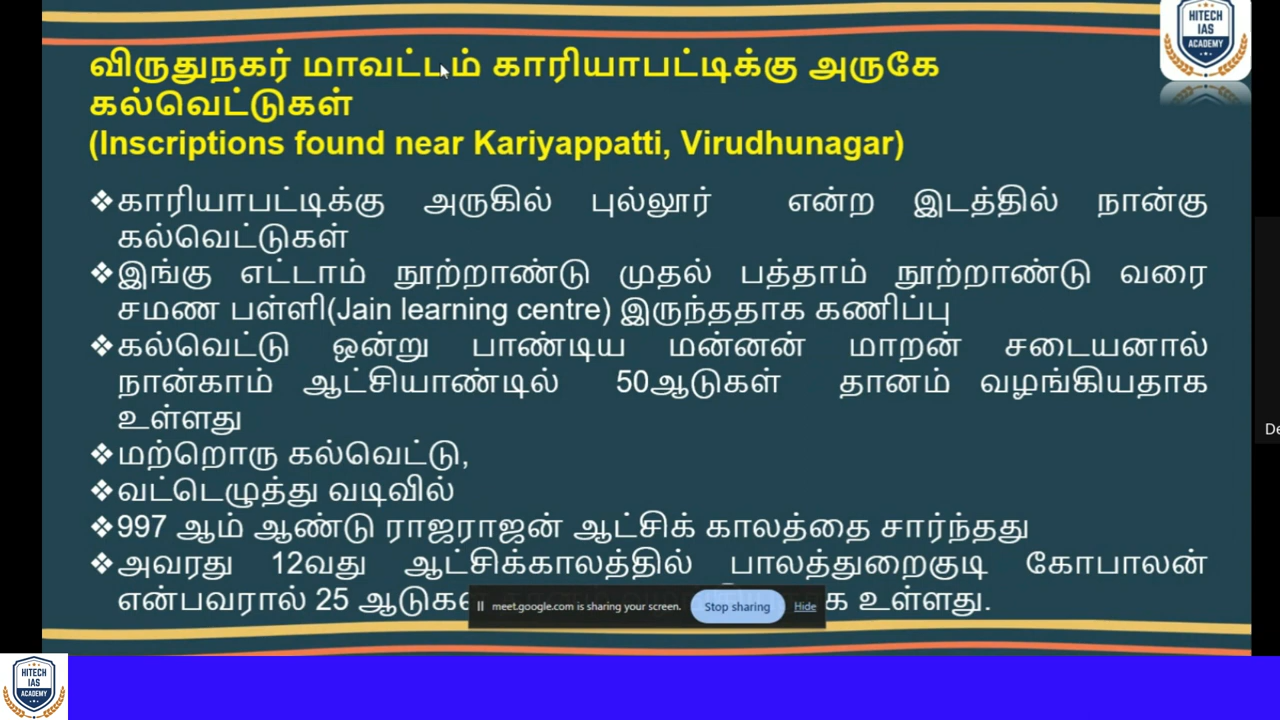 HITECH
IAS
ACADEMY
விருதுநகர் மாவட்டம் காரியாபட்டிக்கு அருகே
கல்வெட்டுகள்
(Inscriptions found near Kariyappatti, Virudhunagar)
❖காரியாபட்டிக்கு அருகில் புல்லூர் என்ற இடத்தில் நான்கு
கல்வெட்டுகள்
❖இங்கு எட்டாம் நூற்றாண்டு முதல் பத்தாம் நூற்றாண்டு வரை
சமண பள்ளி(Jain learning centre) இருந்ததாக கணிப்பு
❖கல்வெட்டு ஒன்று பாண்டிய மன்னன் மாறன் சடையனால்
நான்காம் ஆட்சியாண்டில் 50ஆடுகள் தானம் வழங்கியதாக
உள்ளது
❖மற்றொரு கல்வெட்டு,
❖வட்டெழுத்து வடிவில்
❖997 ஆம் ஆண்டு ராஜராஜன் ஆட்சிக் காலத்தை சார்ந்தது
❖அவரது 12வது ஆட்சிக்காலத்தில் பாலத்துறைகுடி கோபாலன்
என்பவரால் 25 உள்ளது.
meet.google.com is sharing your screen. Stop sharing Hide
De
HITECH
IAS
ACADEMY